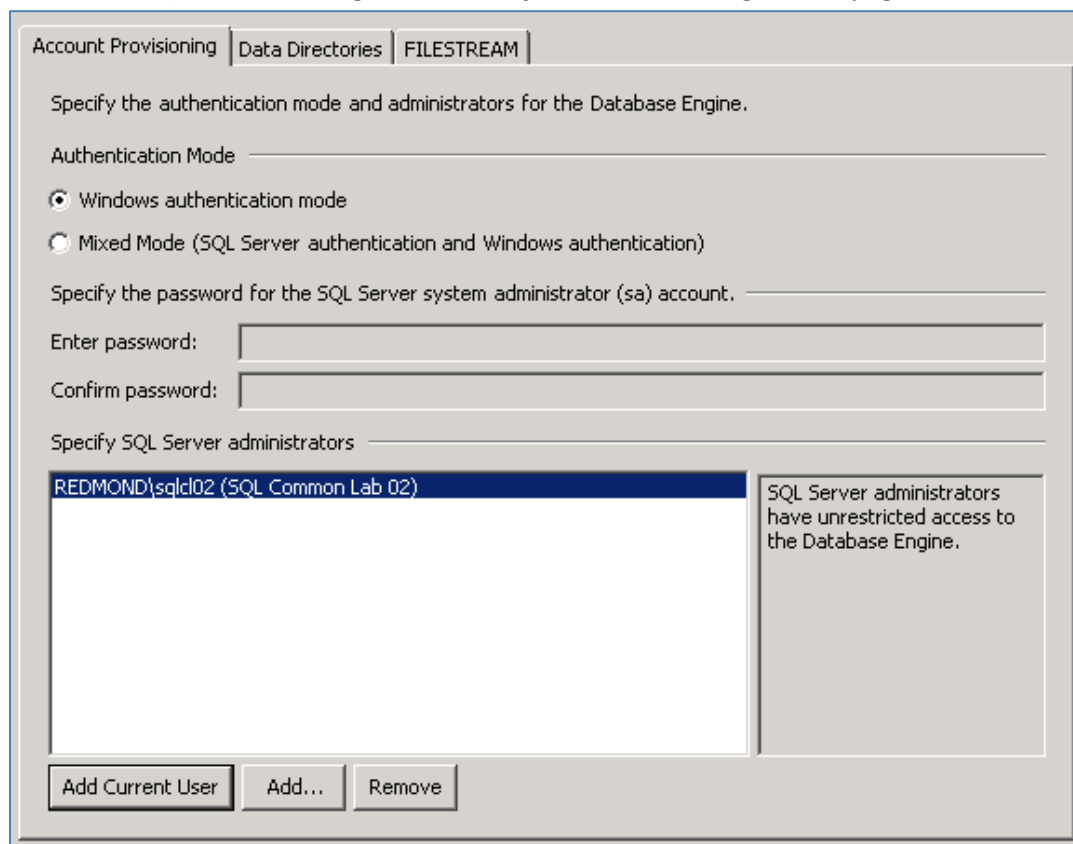 Account Provisioning Data Directories FILESTREAM
Specify the authentication mode and administrators for the Database Engine.
Authentication Mode
Windows authentication mode
Mixed Mode (SQL Server authentication and Windows authentication)
Specify the password for the SQL Server system administrator (sa) account.
Enter password:
Confirm password:
Specify SQL Server administrators
REDMOND\sqlcl02 (SQL Common Lab 02)
SQL Server administrators
have unrestricted access to
the Database Engine.
Add Current User Add... Remove